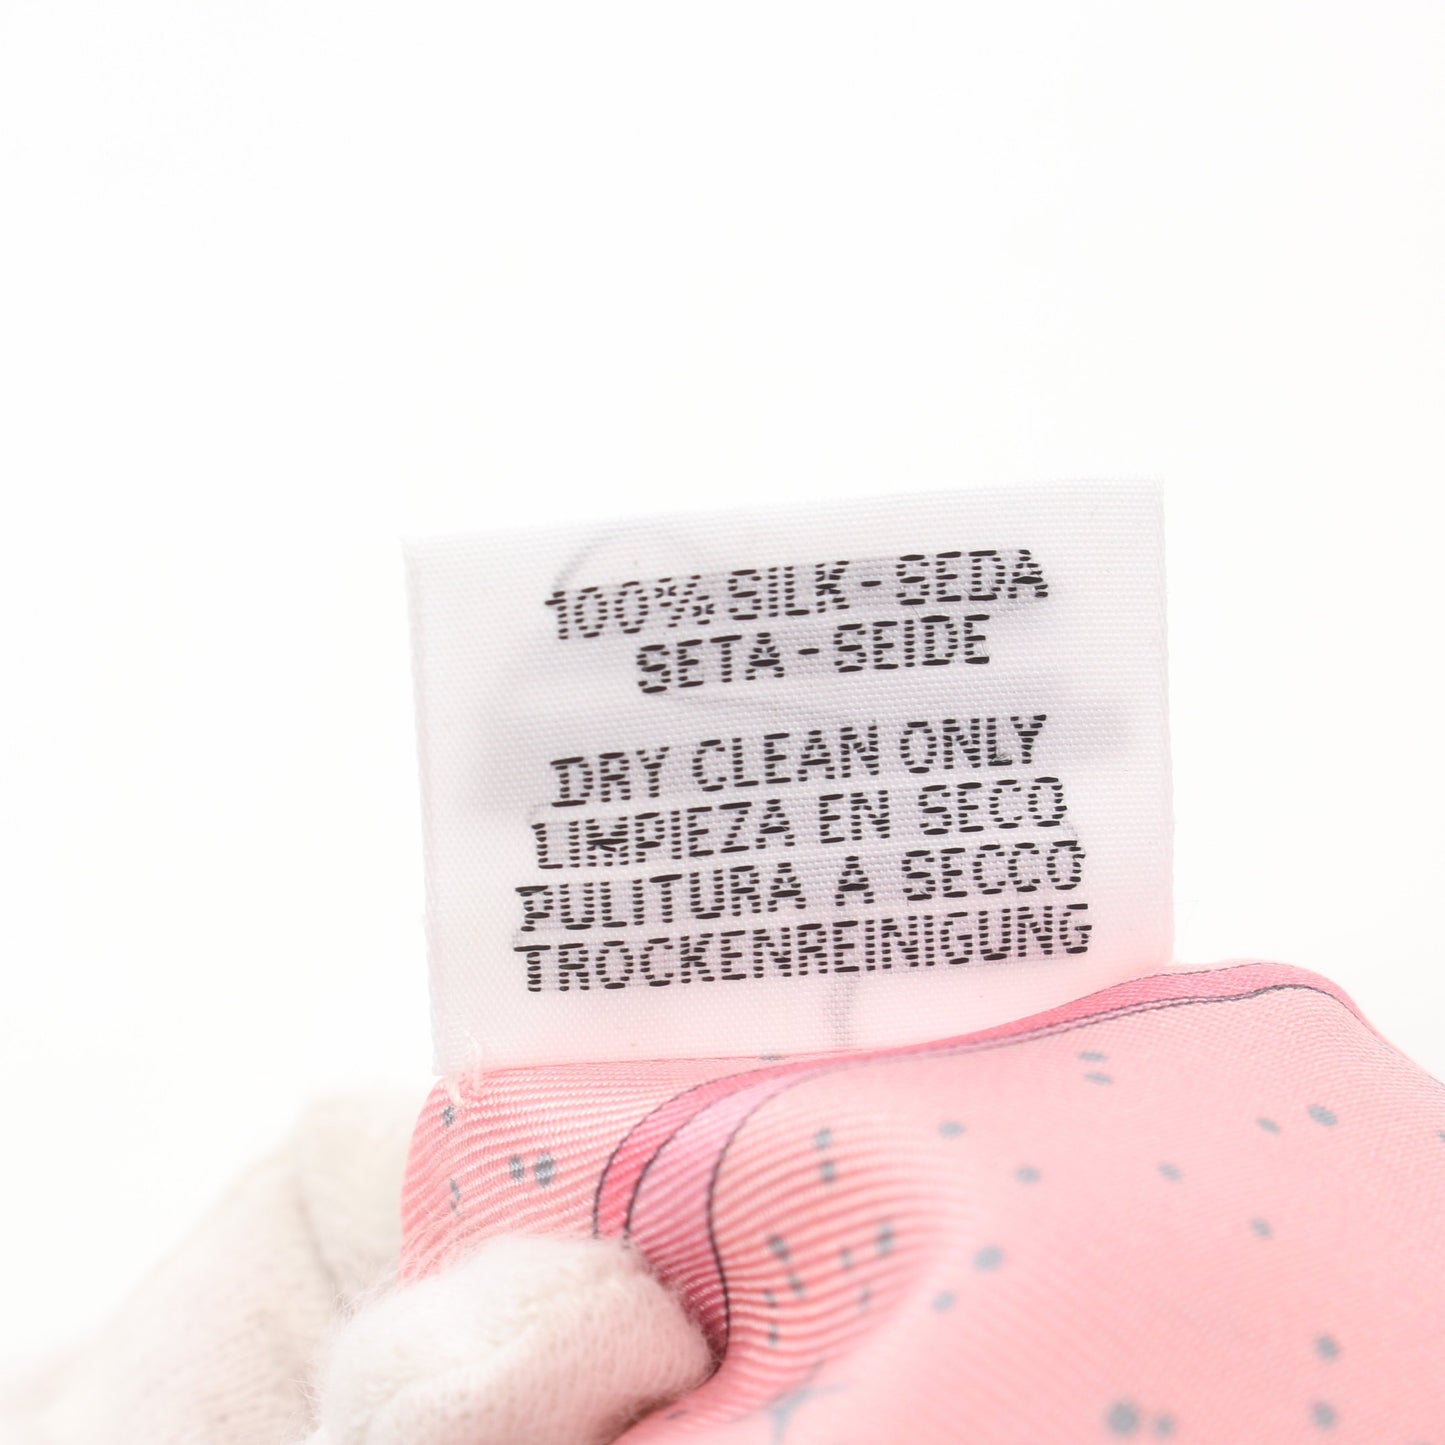 100% SILK - SEDA
SETA - SEIDE
DRY CLEAN ONLY
LIMPIEZA EN SECO
PULITURA A SECCO
TROCKENREINIGUNG